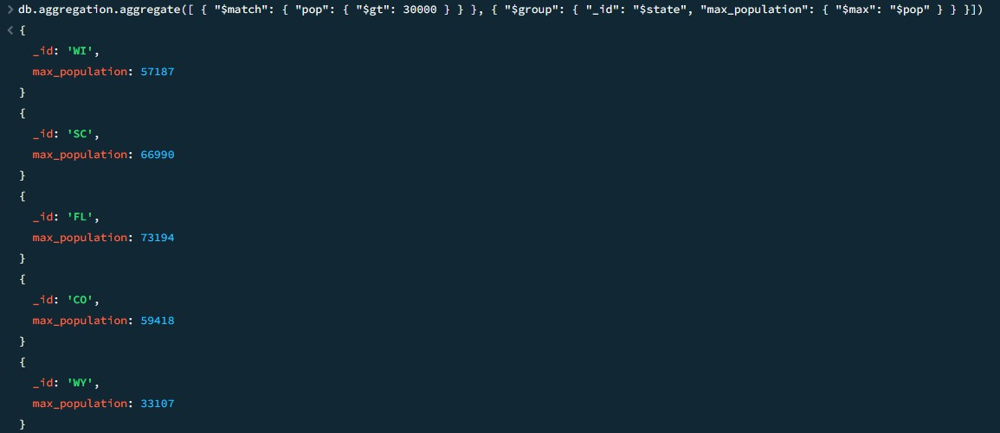 > db.aggregation.aggregate([ { "$match": { "pop": { "$gt": 30000 } } }, { "$group": { "_id": "$state", "max_population": { "$max": "$pop" } } }])
< {
_id: 'WI',
max_population: 57187
}
{
_id: 'SC',
max_population: 66990
}
{
_id: 'FL',
max_population: 73194
}
{
_id: 'CO',
max_population: 59418
}
{
_id: 'WY',
max_population: 33107
}